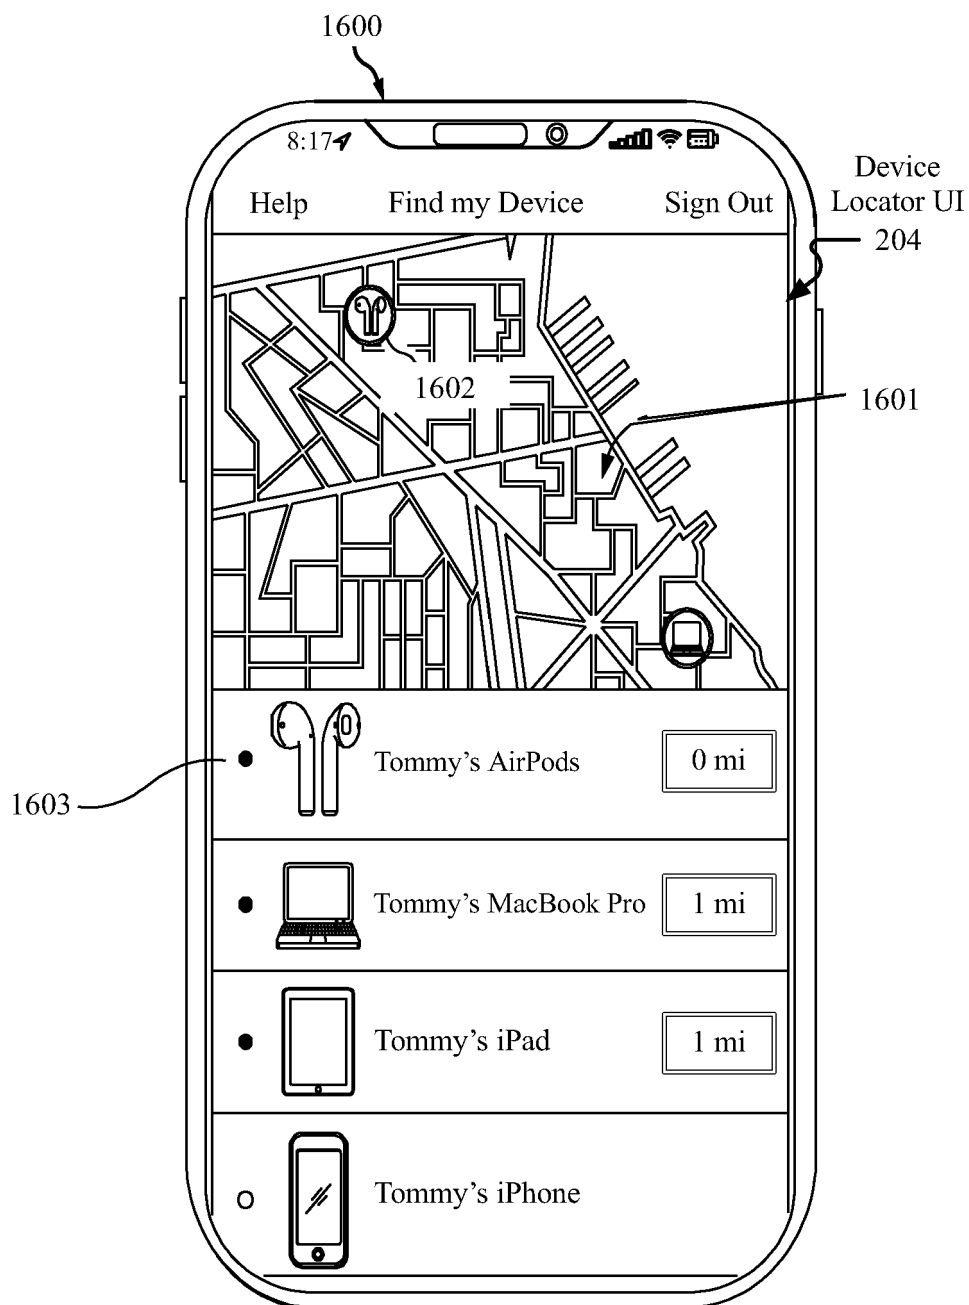 1600
8:17
Help Find my Device Sign Out
Device
Locator UI
204
1602
1601
Tommy’s AirPods 0 mi
1603
Tommy’s MacBook Pro 1 mi
Tommy’s iPad 1 mi
Tommy’s iPhone